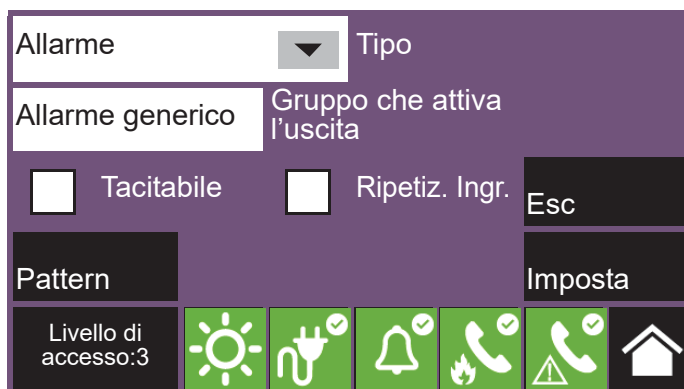 Allarme
Tipo
Allarme generico
Gruppo che attiva
l'uscita
Tacitabile
Ripetiz. Ingr.
Esc
Pattern
Imposta
Livello di
accesso:3